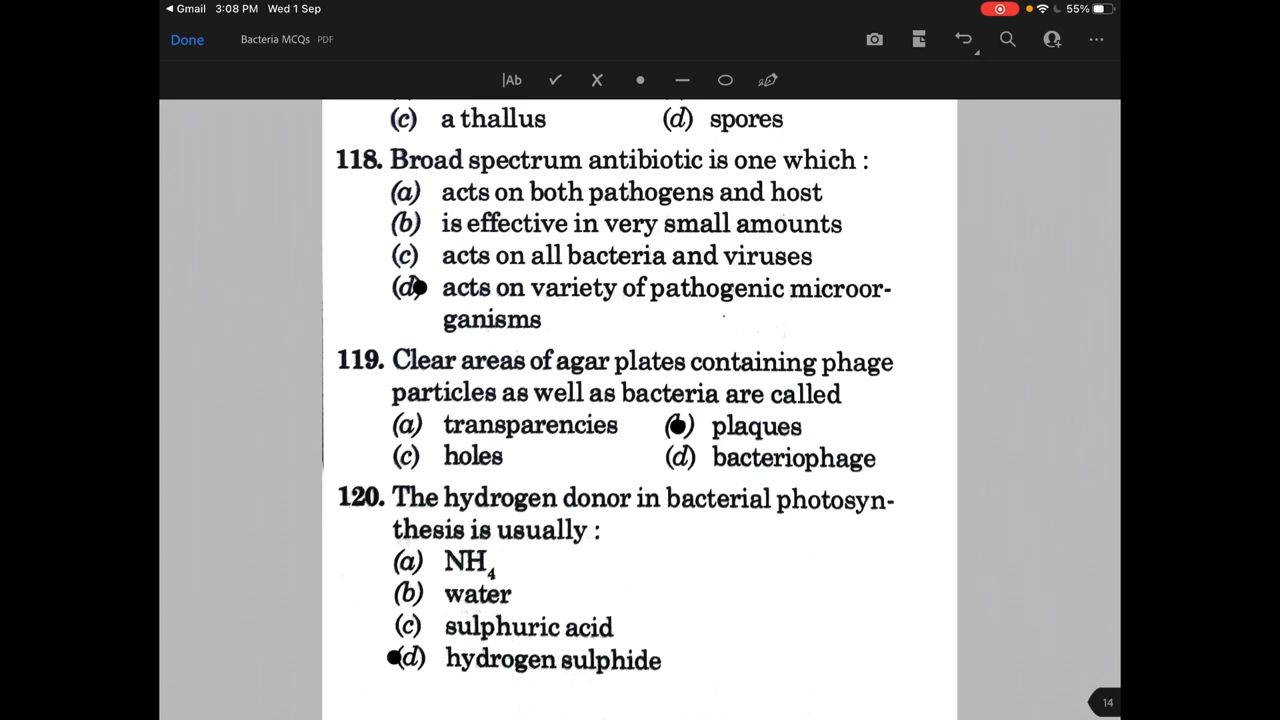 ◀ Gmail 3:08 PM Wed 1 Sep 55%
Done Bacteria MCQs PDF
|Ab
(c) a thallus (d) spores
118. Broad spectrum antibiotic is one which :
(a) acts on both pathogens and host
(b) is effective in very small amounts
(c) acts on all bacteria and viruses
(d) acts on variety of pathogenic microor-
ganisms
119. Clear areas of agar plates containing phage
particles as well as bacteria are called
(a) transparencies (b) plaques
(c) holes (d) bacteriophage
120. The hydrogen donor in bacterial photosyn-
thesis is usually :
(a) NH₄
(b) water
(c) sulphuric acid
(d) hydrogen sulphide
14